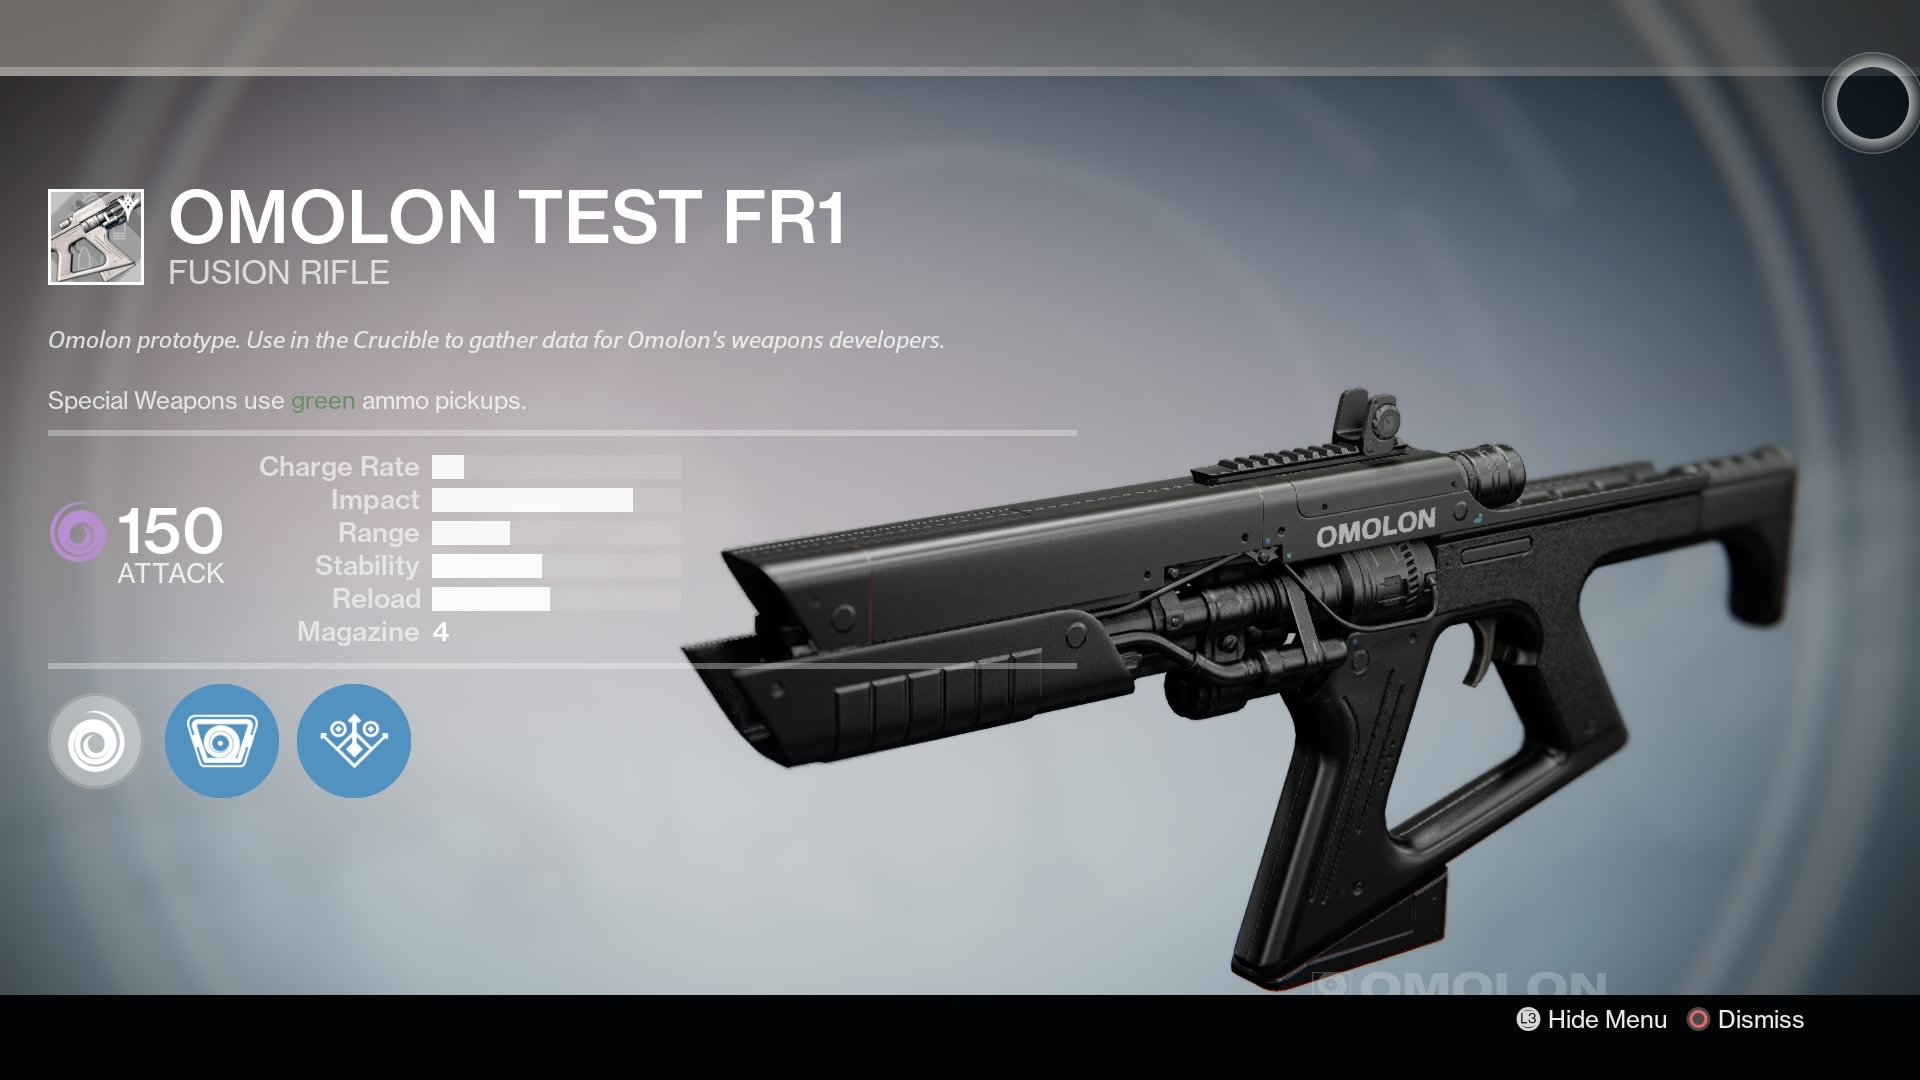 OMOLON TEST FR1
FUSION RIFLE
Omolon prototype. Use in the Crucible to gather data for Omolon's weapons developers.
Special Weapons use green ammo pickups.
150
ATTACK
Charge Rate
Impact
Range
Stability
Reload
Magazine 4
OMOLON
OMOLON
L3 Hide Menu Dismiss